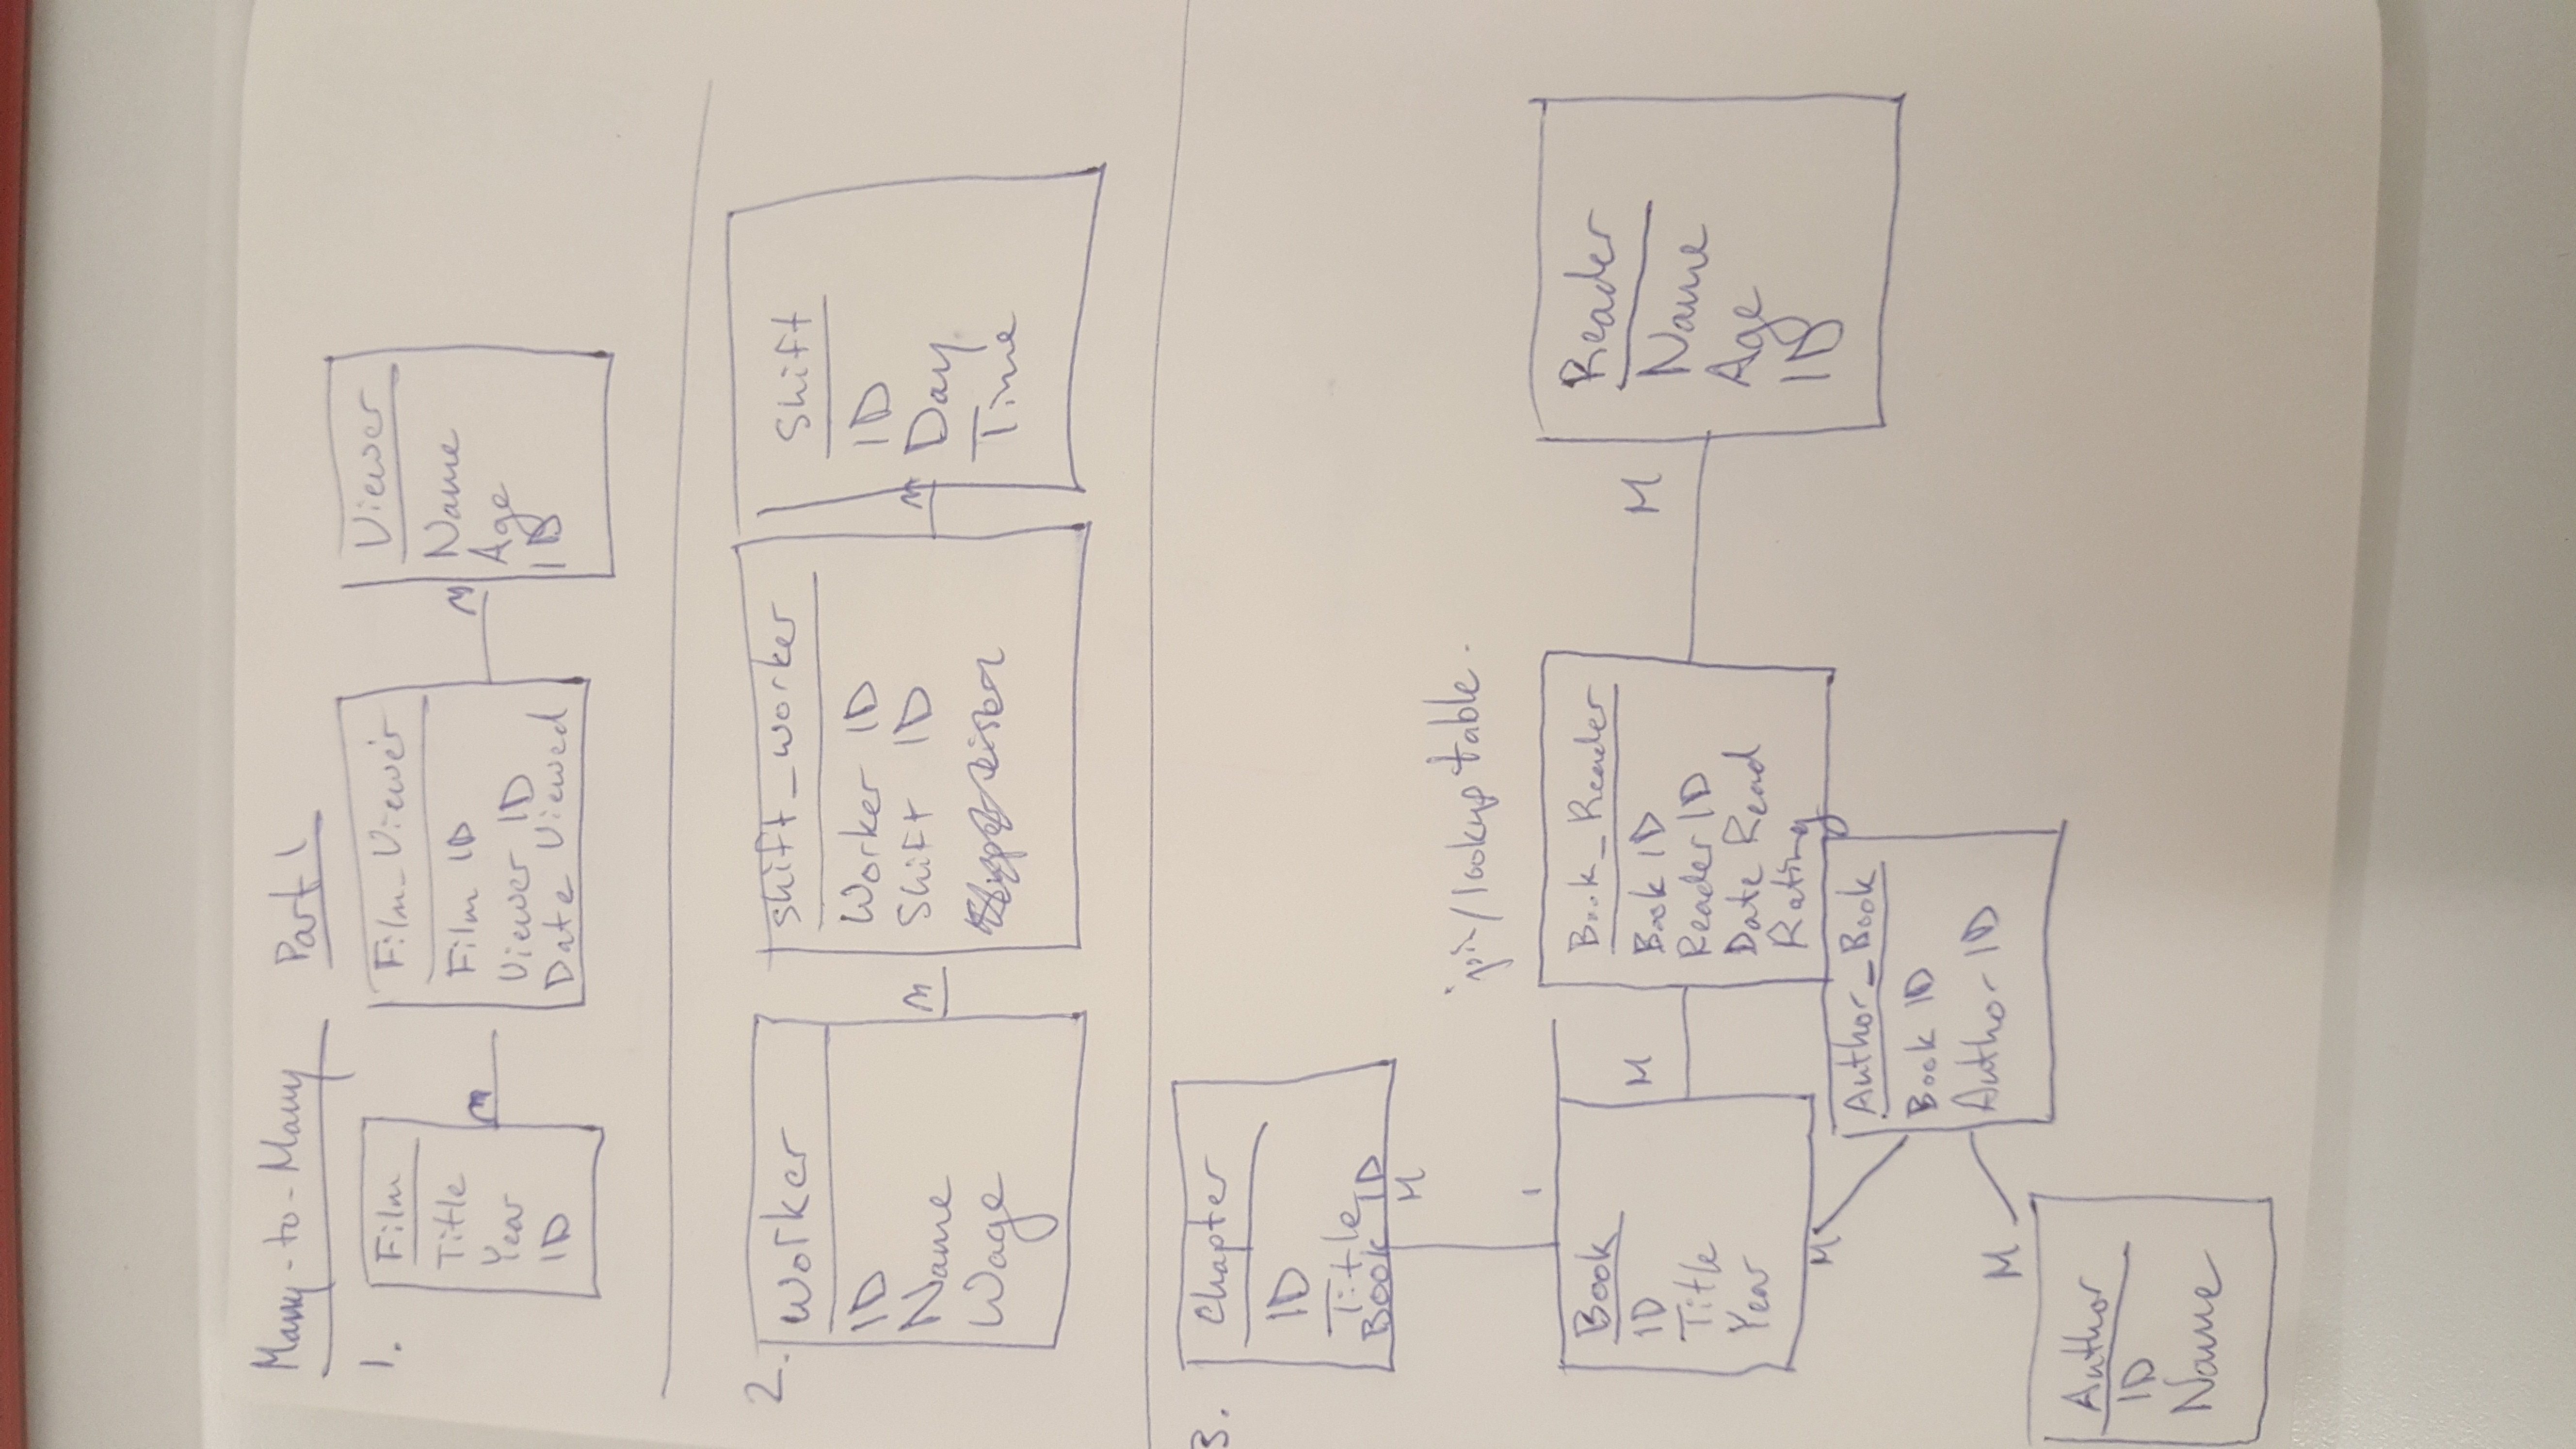 Many-to-Many Part 1
1.
Film
Title
Year
ID
M
Film_Viewer
Film ID
Viewer ID
Date Viewed
M
Viewer
Name
Age
ID
2.
Worker
ID
Name
Wage
M
Shift_worker
Worker ID
Shift ID
M
Shift
ID
Day
Time
3.
Chapter
ID
Title
Book ID
M
1
join/lookup table.
Book
ID
Title
Year
M
Book_Reader
Book ID
Reader ID
Date Read
Rating
M
Reader
Name
Age
ID
M
Author_Book
Book ID
Author ID
M
Author
ID
Name